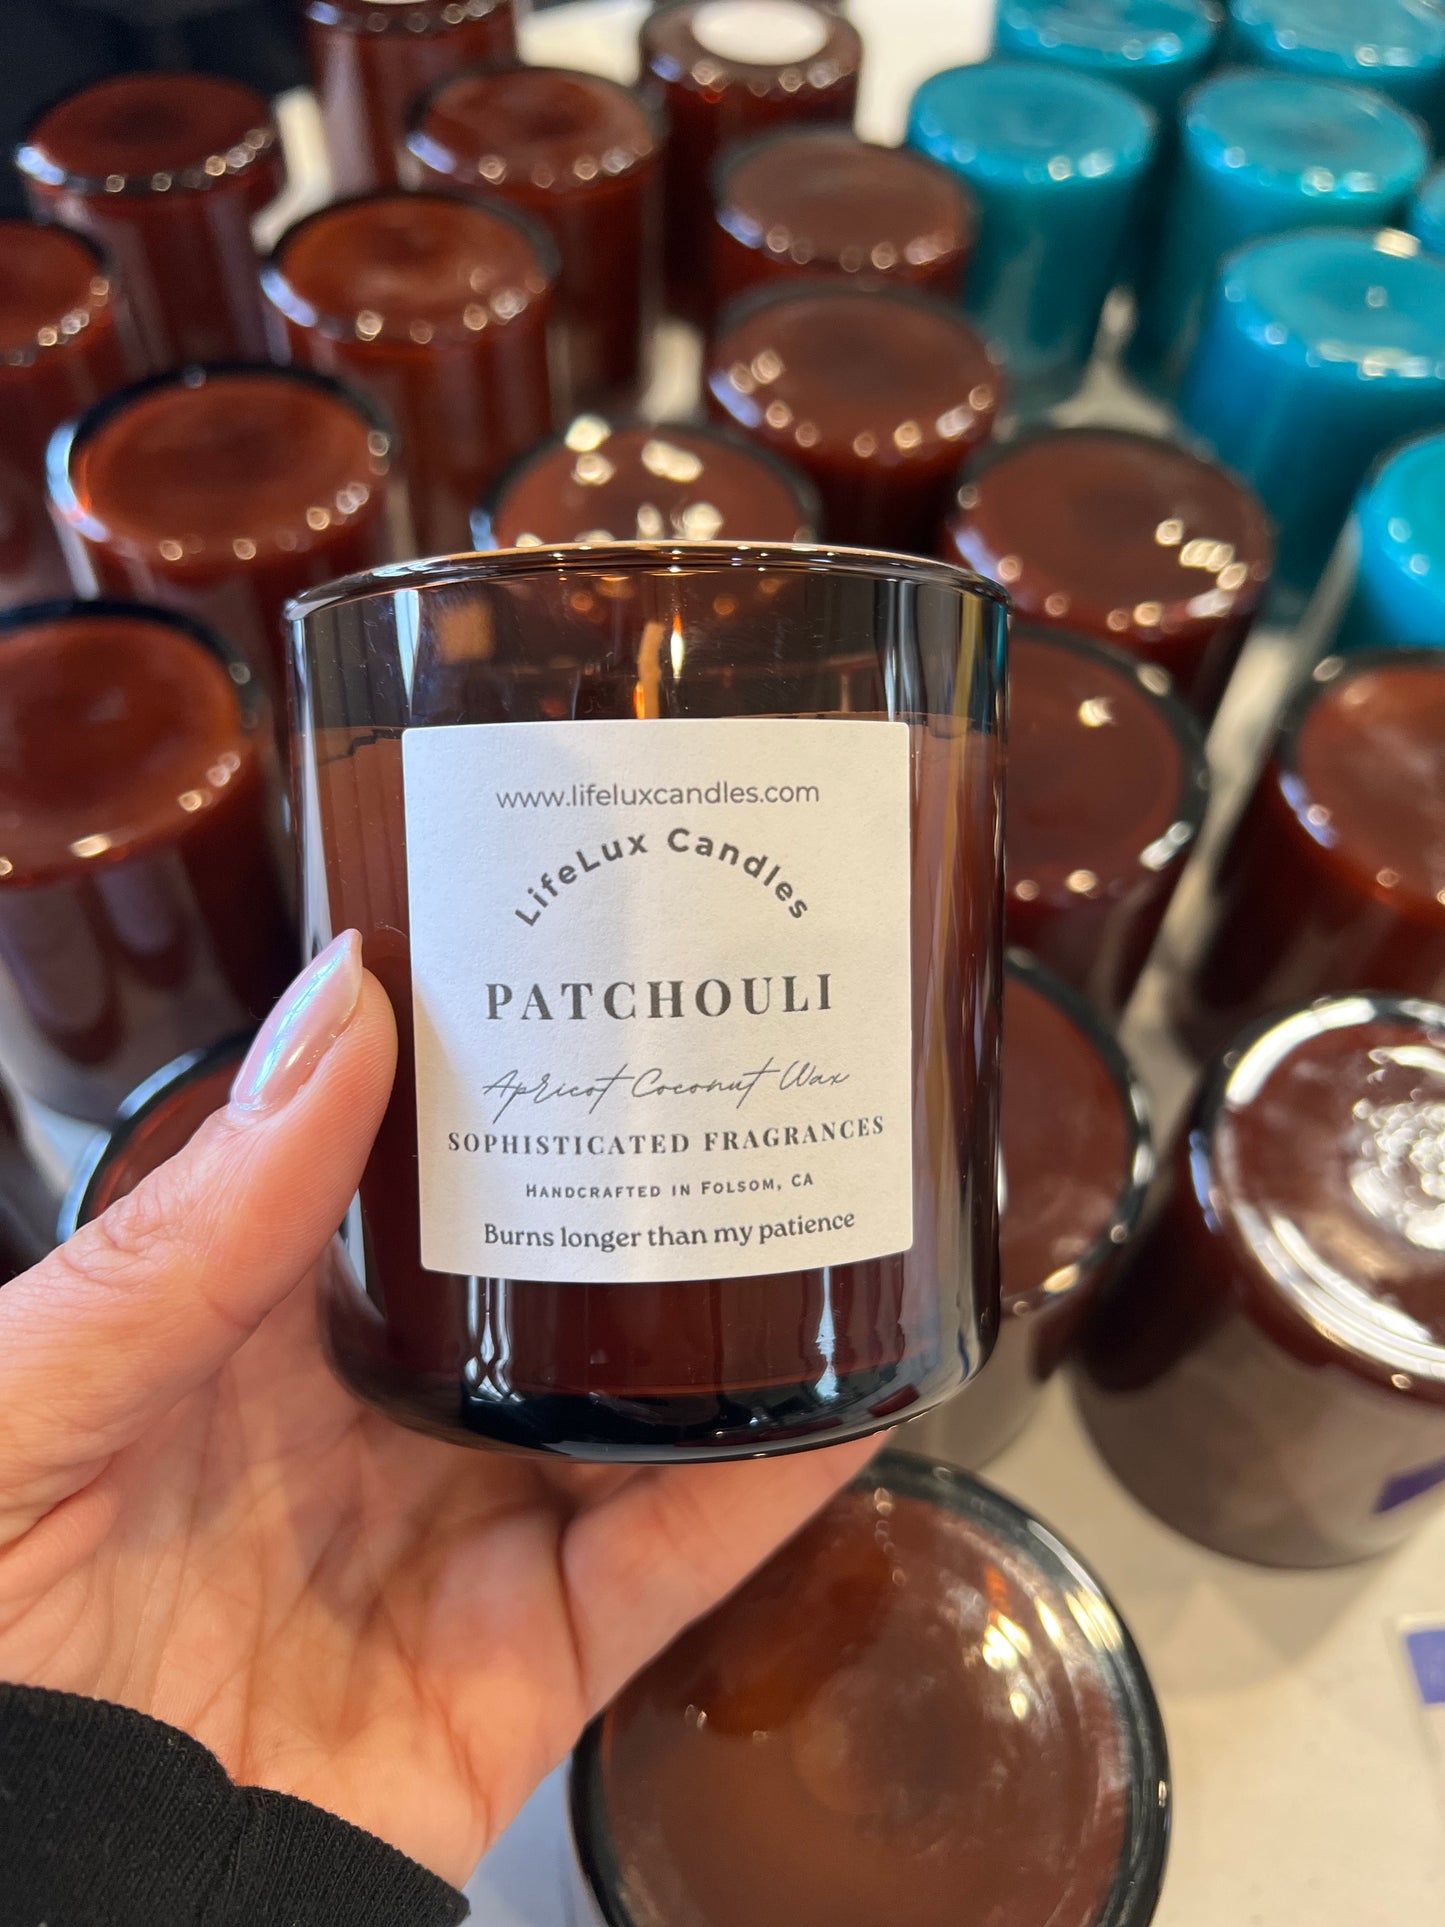 www.lifeluxcandles.com
LifeLux Candles
PATCHOULI
Apricot Coconut Wax
SOPHISTICATED FRAGRANCES
Handcrafted in Folsom, CA
Burns longer than my patience